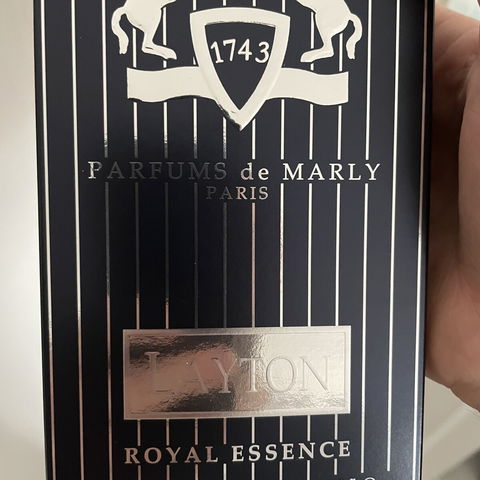 1743
PARFUMS de MARLY
PARIS
LAYTON
ROYAL ESSENCE